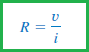 R = v/i